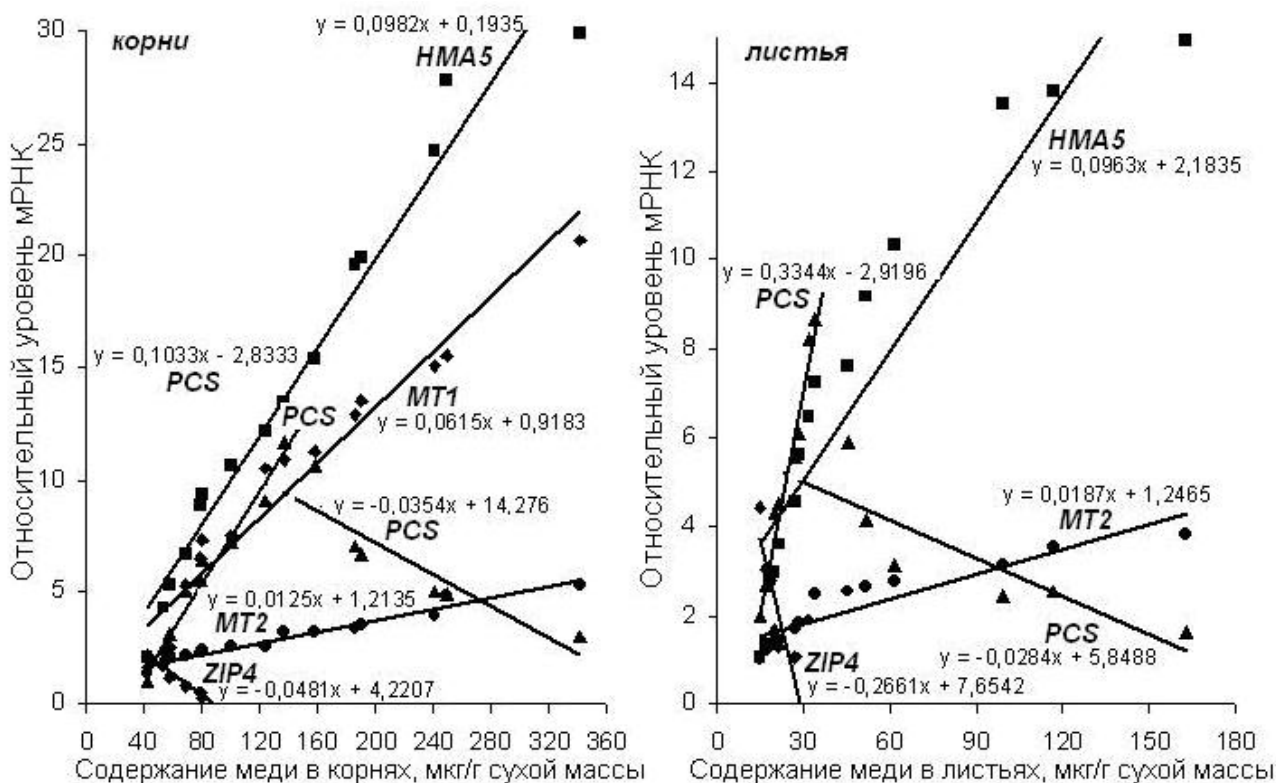 корни
y = 0,0982x + 0,1935
HMA5
y = 0,1033x - 2,8333
PCS
PCS
MT1
y = 0,0615x + 0,9183
y = -0,0354x + 14,276
PCS
y = 0,0125x + 1,2135
MT2
ZIP4
y = -0,0481x + 4,2207
30
25
20
15
10
5
0
Относительный уровень мРНК
0 40 80 120 160 200 240 280 320 360
Содержание меди в корнях, мкг/г сухой массы
листья
HMA5
y = 0,0963x + 2,1835
y = 0,3344x - 2,9196
PCS
y = 0,0187x + 1,2465
MT2
PCS
y = -0,0284x + 5,8488
ZIP4
y = -0,2661x + 7,6542
14
12
10
8
6
4
2
0
Относительный уровень мРНК
0 30 60 90 120 150 180
Содержание меди в листьях, мкг/г сухой массы